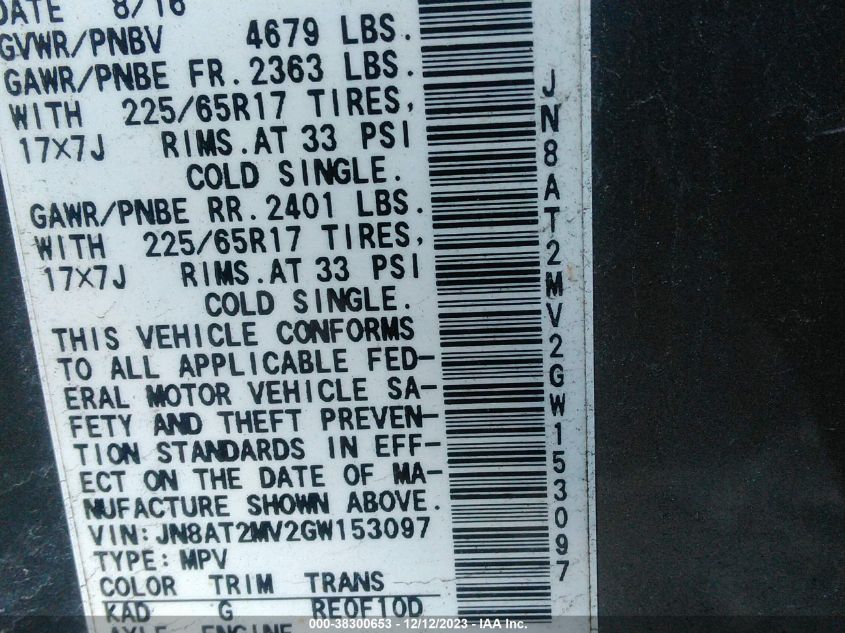 DATE 8/16
GVWR/PNBV 4679 LBS.
GAWR/PNBE FR. 2363 LBS.
WITH 225/65R17 TIRES,
17X7J RIMS. AT 33 PSI
COLD SINGLE.
GAWR/PNBE RR. 2401 LBS.
WITH 225/65R17 TIRES,
17X7J RIMS. AT 33 PSI
COLD SINGLE.
THIS VEHICLE CONFORMS
TO ALL APPLICABLE FED-
ERAL MOTOR VEHICLE SA-
FETY AND THEFT PREVEN-
TION STANDARDS IN EFF-
ECT ON THE DATE OF MA-
NUFACTURE SHOWN ABOVE.
VIN: JN8AT2MV2GW153097
TYPE: MPV
COLOR TRIM TRANS
KAD G RE0F10D
AXLE ENGINE
JN8AT2MV2GW153097
000-38300653 - 12/12/2023 - IAA Inc.